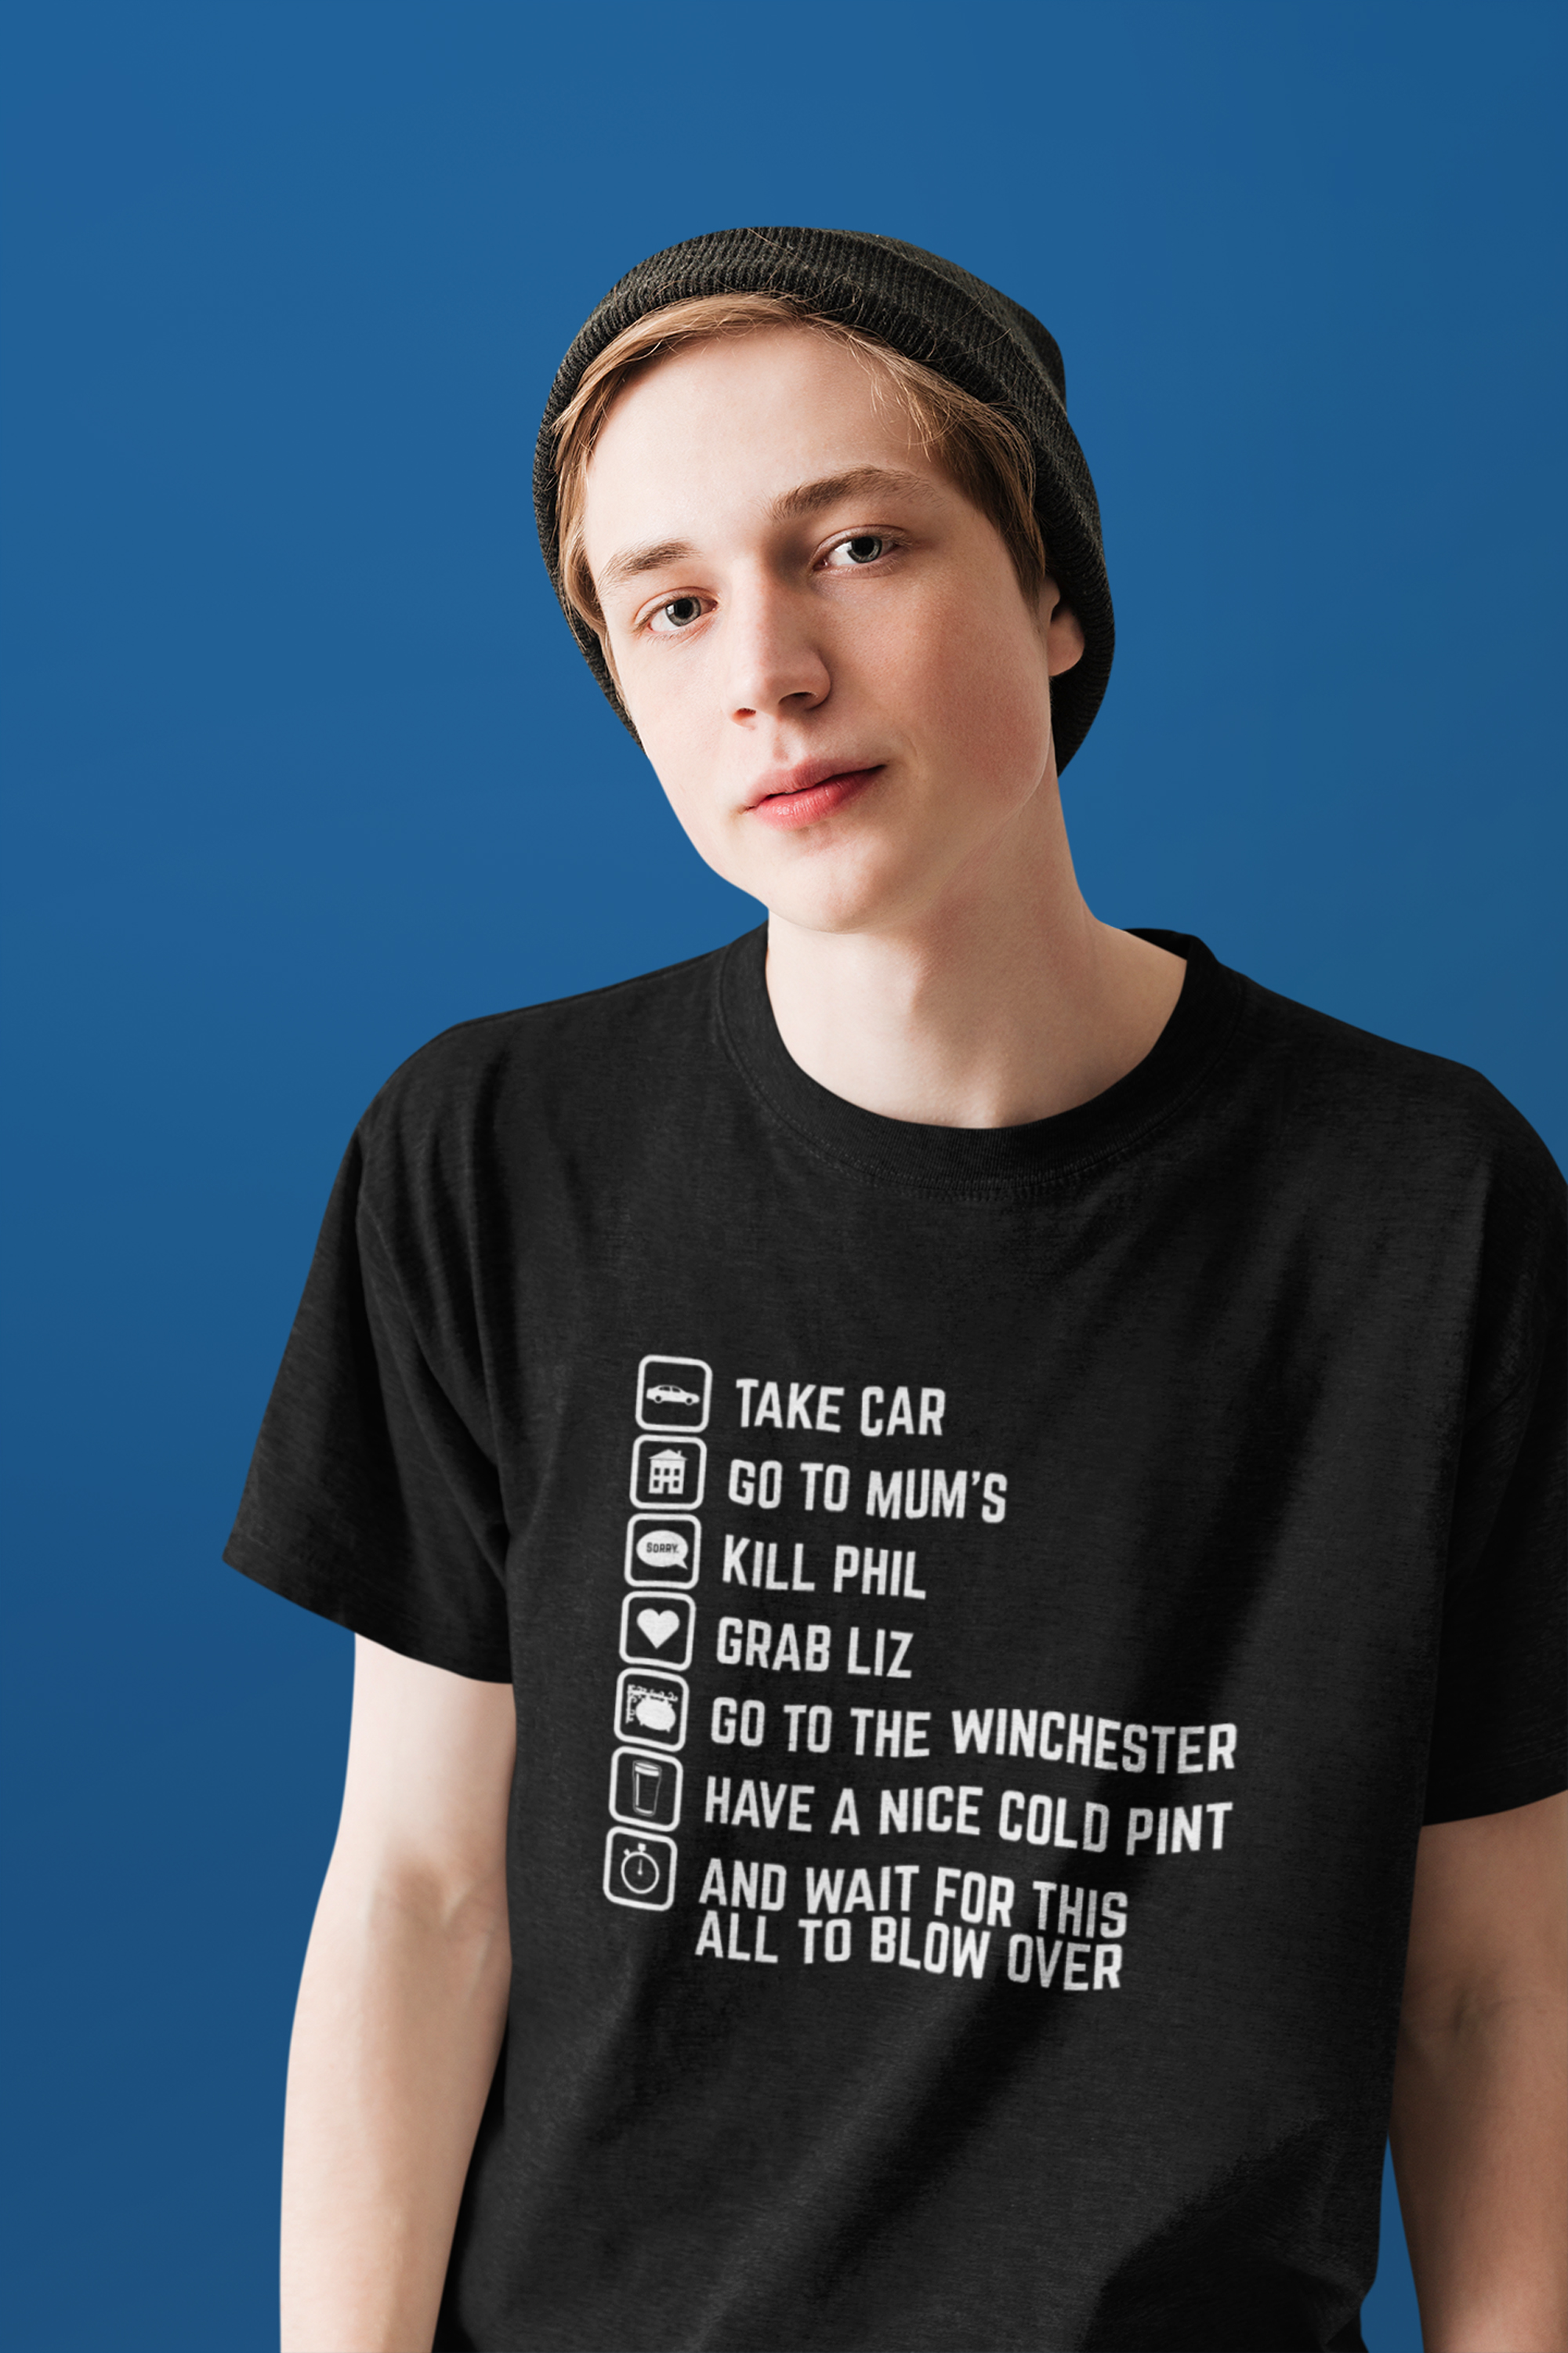 TAKE CAR
GO TO MUM'S
SORRY.
KILL PHIL
GRAB LIZ
GO TO THE WINCHESTER
HAVE A NICE COLD PINT
AND WAIT FOR THIS
ALL TO BLOW OVER